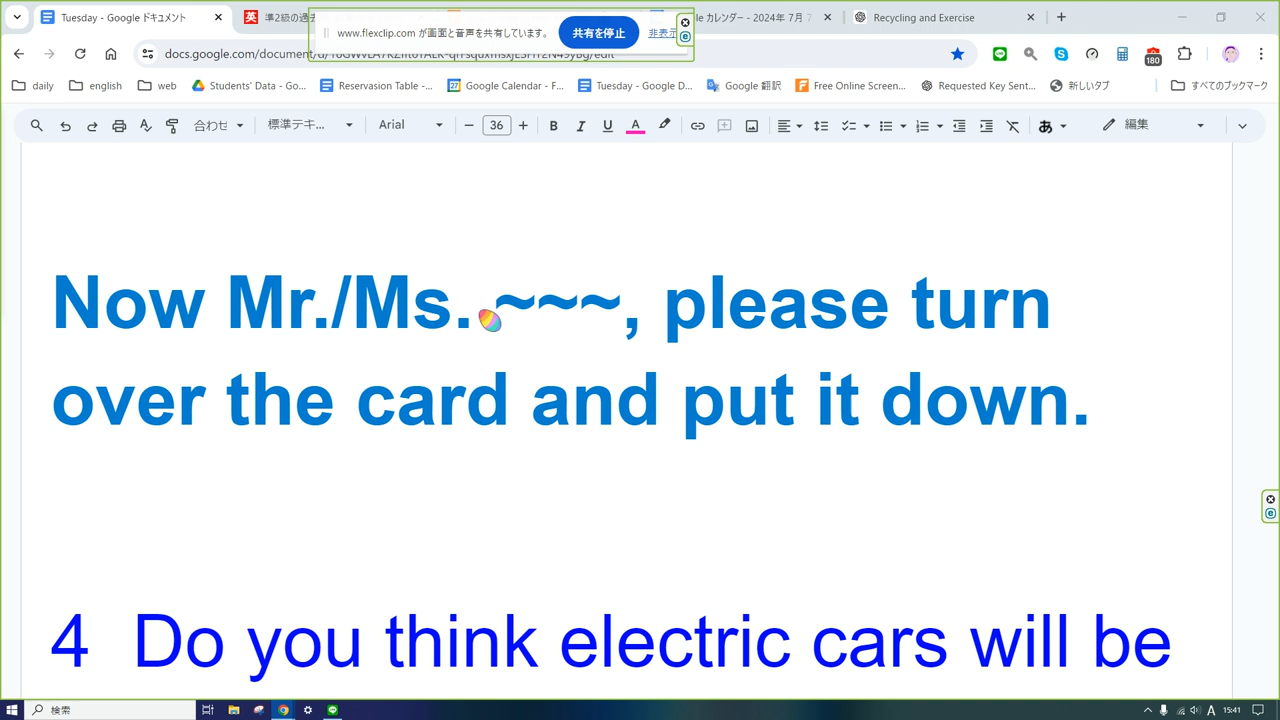 Tuesday - Google ドキュメント
準2級の過去
カレンダー - 2024年 7月
Recycling and Exercise
www.flexclip.com が画面と音声を共有しています。
共有を停止
非表示
docs.google.com/document/d/
180
daily
english
web
Students' Data - Go...
Reservasion Table -...
Google Calendar - F...
Tuesday - Google D...
Google 翻訳
Free Online Screen...
Requested Key Sent...
新しいタブ
すべてのブックマーク
合わせ
標準テキ...
Arial
36
編集
Now Mr./Ms. ~~~, please turn
over the card and put it down.
4 Do you think electric cars will be
検索
A
15:41